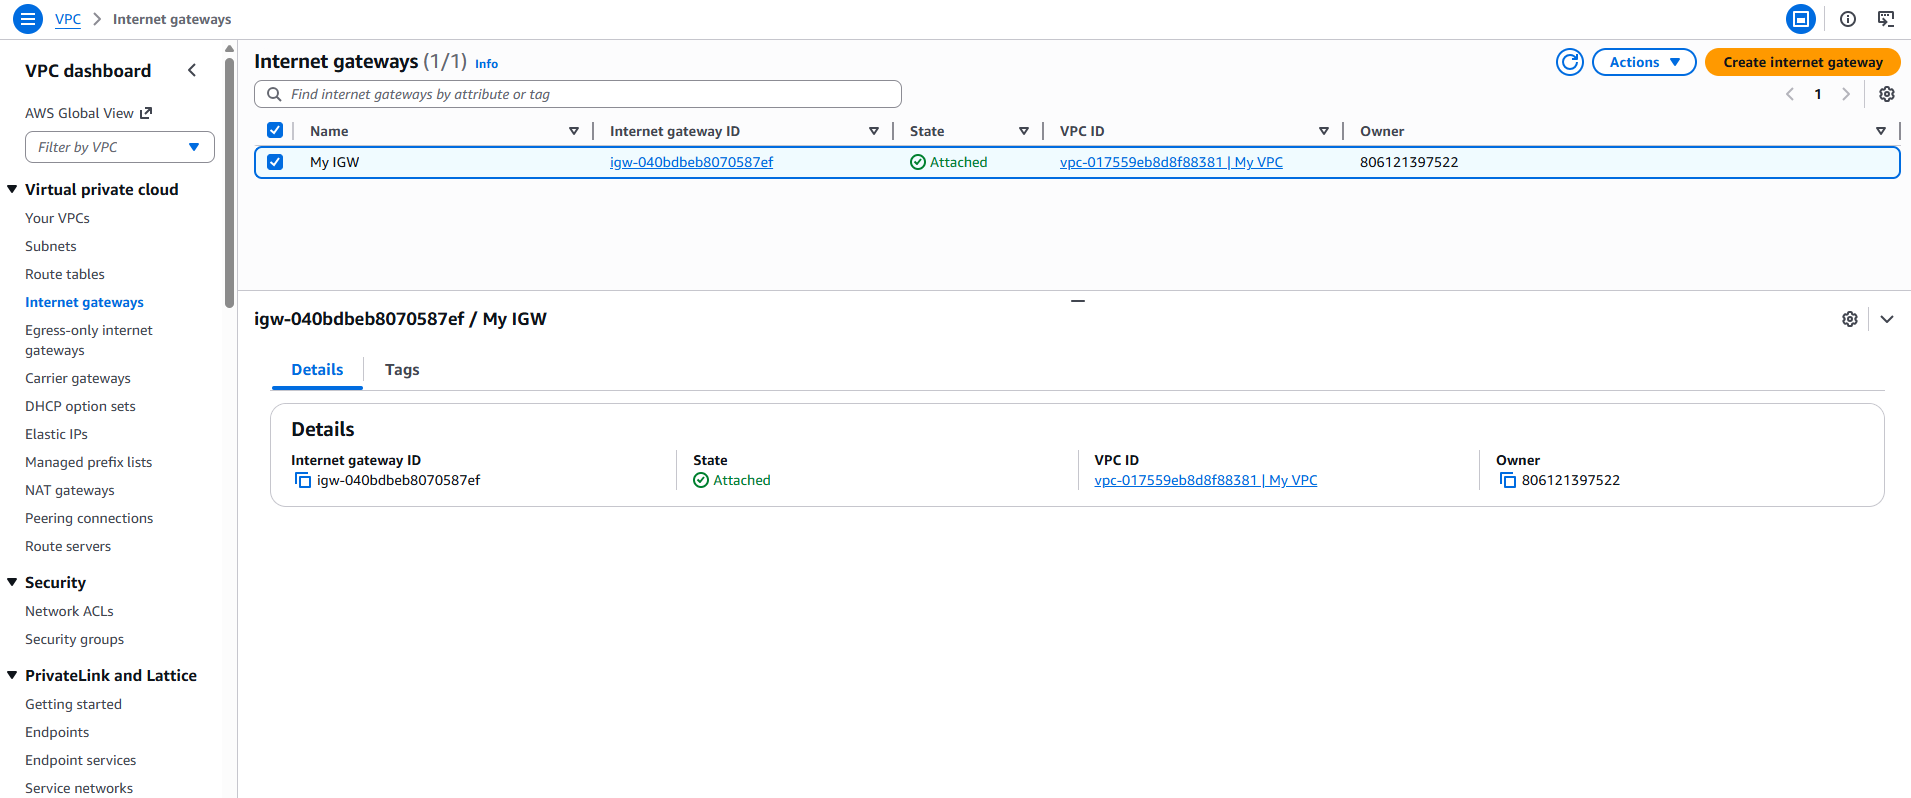 VPC > Internet gateways
VPC dashboard
AWS Global View
Filter by VPC
Virtual private cloud
Your VPCs
Subnets
Route tables
Internet gateways
Egress-only internet
gateways
Carrier gateways
DHCP option sets
Elastic IPs
Managed prefix lists
NAT gateways
Peering connections
Route servers
Security
Network ACLs
Security groups
PrivateLink and Lattice
Getting started
Endpoints
Endpoint services
Service networks
Internet gateways (1/1) Info
Actions
Create internet gateway
Find internet gateways by attribute or tag
1
Name Internet gateway ID State VPC ID Owner
My IGW igw-040bdbeb8070587ef Attached vpc-017559eb8d8f88381 | My VPC 806121397522
igw-040bdbeb8070587ef / My IGW
Details Tags
Details
Internet gateway ID State VPC ID Owner
igw-040bdbeb8070587ef Attached vpc-017559eb8d8f88381 | My VPC 806121397522